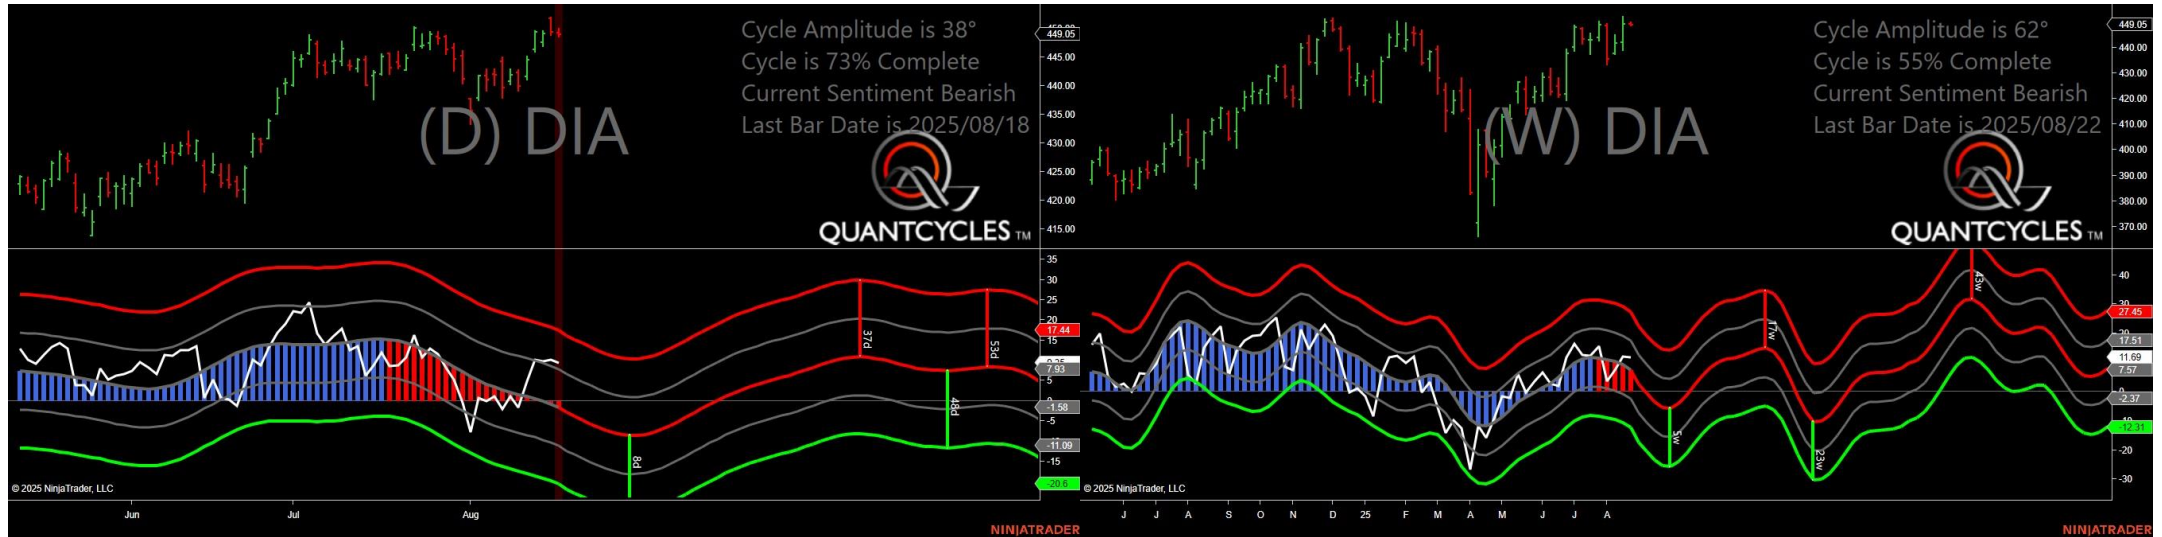 Cycle Amplitude is 38°
Cycle is 73% Complete
Current Sentiment Bearish
Last Bar Date is 2025/08/18
(D) DIA
QUANTCYCLES TM
449.05
445.00
440.00
435.00
430.00
425.00
420.00
415.00
35
30
25
20
17.44
15
7.93
5
-1.58
-5
-11.09
-15
-20.6
37d
53d
48d
8d
© 2025 NinjaTrader, LLC
Jun
Jul
Aug
NINJATRADER
Cycle Amplitude is 62°
Cycle is 55% Complete
Current Sentiment Bearish
Last Bar Date is 2025/08/22
(W) DIA
QUANTCYCLES TM
449.05
440.00
430.00
420.00
410.00
400.00
390.00
380.00
370.00
40
27.45
17.51
11.69
7.57
-2.37
-12.31
-20
-30
17w
43w
5w
23w
© 2025 NinjaTrader, LLC
J J A S O N D 25 F M A M J J A
NINJATRADER